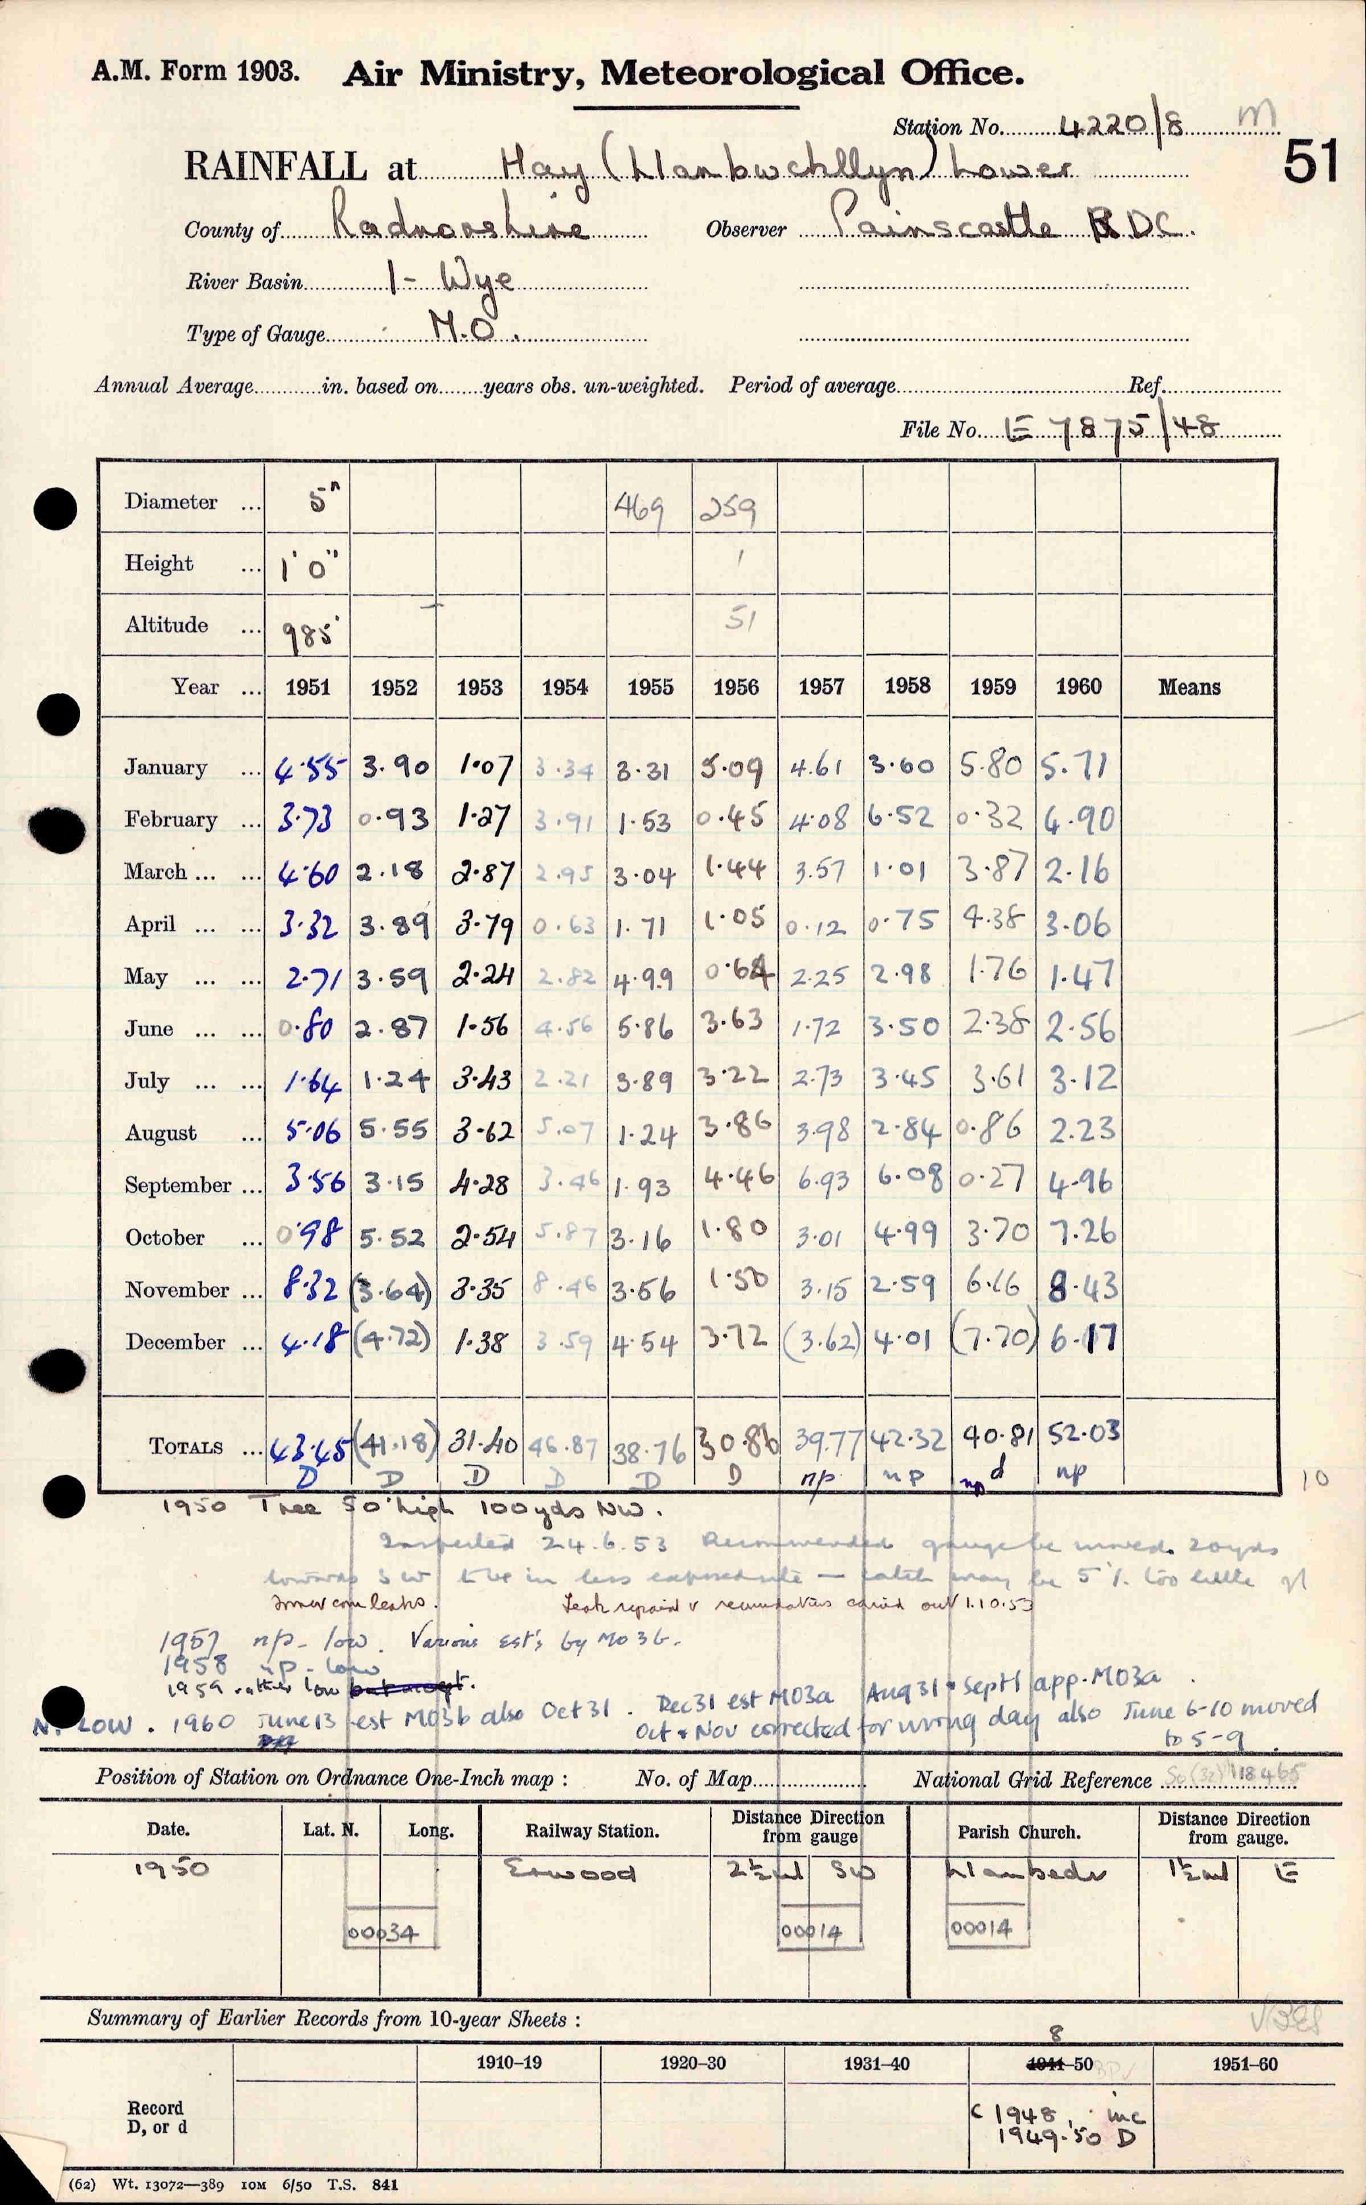 A.M. Form 1903. Air Ministry, Meteorological Office.
Station No. 4220/8 M
51
RAINFALL at Hay (Llanbwchllyn) Lower
County of Radnorshire Observer Painscastle RDC.
River Basin 1- Wye
Type of Gauge M.O.
Annual Average in. based on years obs. un-weighted. Period of average Ref.
File No. E 7875/48
Diameter ... 5" 469 259
Height ... 1' 0" 1
Altitude ... 985' 51
Year ... 1951 1952 1953 1954 1955 1956 1957 1958 1959 1960 Means
January ... 4.55 3.90 1.07 3.34 3.31 5.09 4.61 3.60 5.80 5.71
February ... 3.73 0.93 1.27 3.91 1.53 0.45 4.08 6.52 0.32 4.90
March ... ... 4.60 2.18 2.87 2.95 3.04 1.44 3.57 1.01 3.87 2.16
April ... ... 3.32 3.89 3.79 0.63 1.71 1.05 0.12 0.75 4.38 3.06
May ... ... 2.71 3.59 2.24 2.82 4.99 0.64 2.25 2.98 1.76 1.47
June ... ... 0.80 2.87 1.56 4.56 5.86 3.63 1.72 3.50 2.38 2.56
July ... ... 1.64 1.24 3.43 2.21 3.89 3.22 2.73 3.45 3.61 3.12
August ... 5.06 5.55 3.62 5.07 1.24 3.86 3.98 2.84 0.86 2.23
September ... 3.56 3.15 4.28 3.46 1.93 4.46 6.93 6.08 0.27 4.96
October ... 0.98 5.52 2.54 5.87 3.16 1.80 3.01 4.99 3.70 7.26
November ... 8.32 (3.64) 3.35 8.46 3.56 1.50 3.15 2.59 6.16 8.43
December ... 4.18 (4.72) 1.38 3.59 4.54 3.72 (3.62) 4.01 (7.70) 6.17
TOTALS ... 43.45 (41.18) 31.40 46.87 38.76 30.86 39.77 42.32 40.81 52.03
D D D D D D np np np d np 10
1950 Tree 50' high 100yds NW.
Inspected 24.6.53 Recommended gauge be moved 20yds
towards SW to be in less exposed site — catch may be 5% too little
Inner can leaks. Leak repaired & recommendations carried out 1.10.53
1957 np - low. Various est's by MO3b.
1958 np - low
1959 rather low but accept.
NP LOW. 1960 June 13 est MO3b also Oct 31. Dec 31 est MO3a Aug 31 & Sept 1 app. MO3a.
Oct & Nov corrected for wrong day also June 6-10 moved
to 5-9.
Position of Station on Ordnance One-Inch map : No. of Map National Grid Reference So (32) 118465
Date. Lat. N. Long. Railway Station. Distance from gauge Direction Parish Church. Distance from gauge. Direction
1950 Erwood 2½ml SW Llanbedr 1½ml E
00034 00014 00014
Summary of Earlier Records from 10-year Sheets :
8
1910–19 1920–30 1931–40 1941-50 1951–60
Record
D, or d
c 1948, inc
1949-50 D
(62) Wt. 13072—389 10M 6/50 T.S. 841